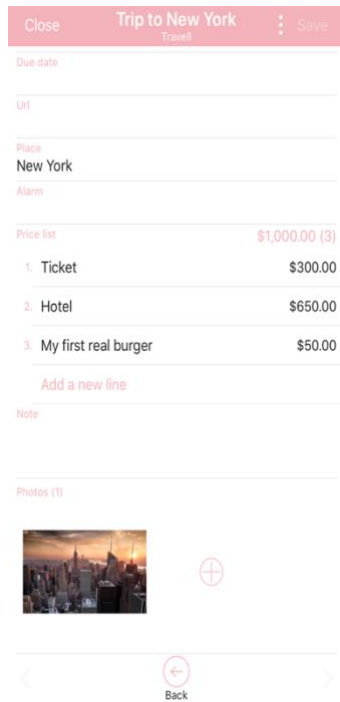 Close
Trip to New York
Save
Travell
Due date
Url
Place
New York
Alarm
Price list $1,000.00 (3)
1. Ticket $300.00
2. Hotel $650.00
3. My first real burger $50.00
Add a new line
Note
Photos (1)
Back